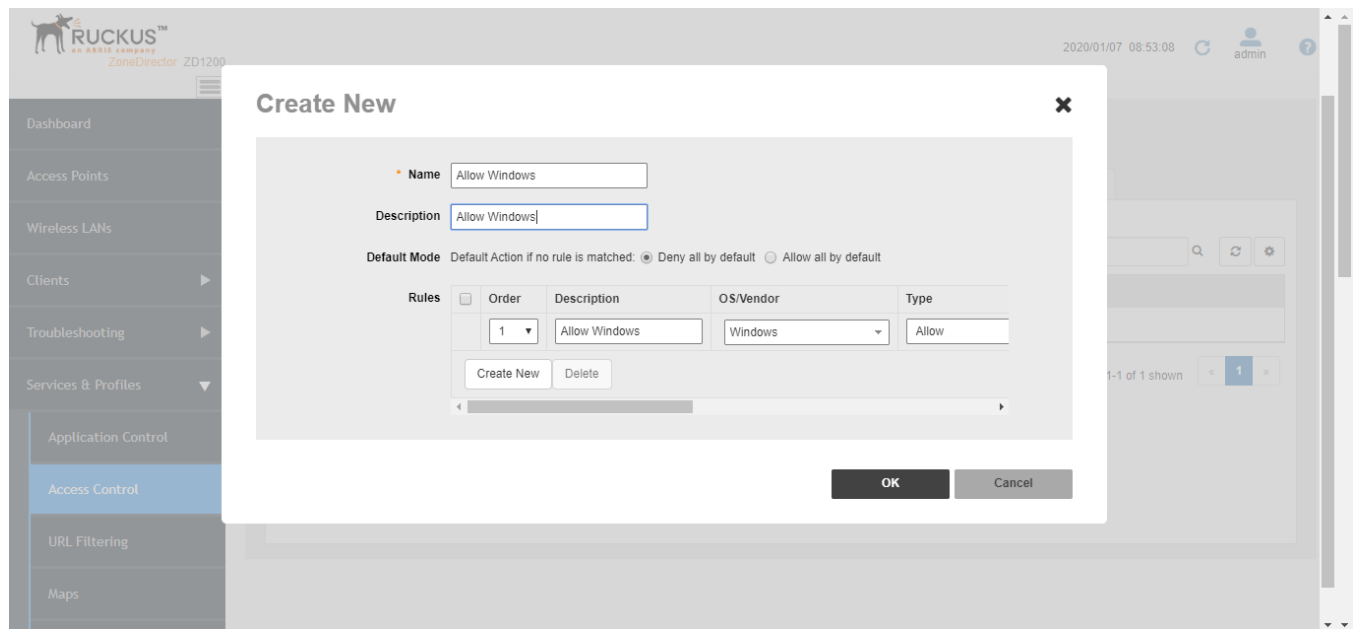 RUCKUS™
an ARRIS company
ZoneDirector ZD1200
2020/01/07 08:53:08
admin
?
Dashboard
Access Points
Wireless LANs
Clients
Troubleshooting
Services & Profiles
Application Control
Access Control
URL Filtering
Maps
Create New
* Name Allow Windows
Description Allow Windows
Default Mode Default Action if no rule is matched: Deny all by default Allow all by default
Rules Order Description OS/Vendor Type
1 Allow Windows Windows Allow
Create New Delete
OK Cancel
1-1 of 1 shown « 1 »